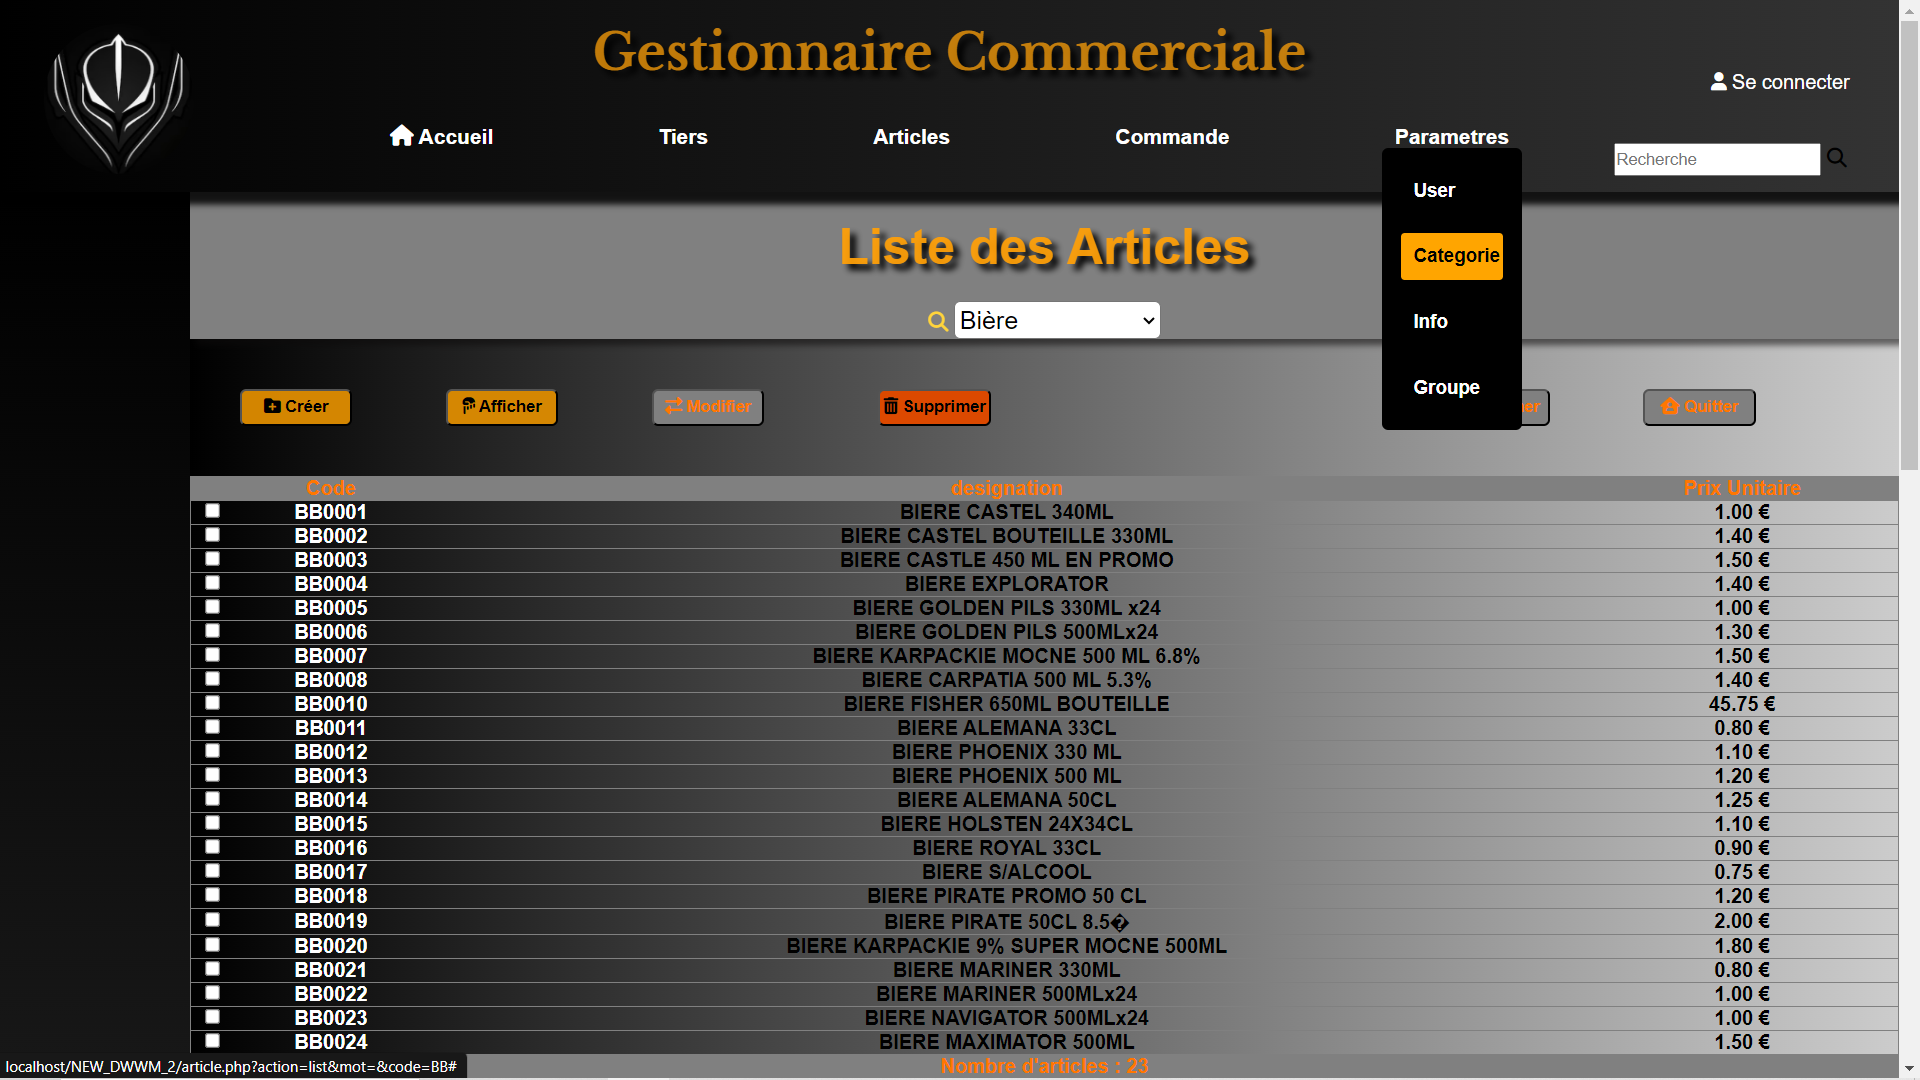 Gestionnaire Commerciale
Se connecter
Accueil Tiers Articles Commande Parametres
Recherche
User
Categorie
Info
Groupe
Liste des Articles
Bière
Créer Afficher Modifier Supprimer er Quitter
Code designation Prix Unitaire
BB0001 BIERE CASTEL 340ML 1.00 €
BB0002 BIERE CASTEL BOUTEILLE 330ML 1.40 €
BB0003 BIERE CASTLE 450 ML EN PROMO 1.50 €
BB0004 BIERE EXPLORATOR 1.40 €
BB0005 BIERE GOLDEN PILS 330ML x24 1.00 €
BB0006 BIERE GOLDEN PILS 500MLx24 1.30 €
BB0007 BIERE KARPACKIE MOCNE 500 ML 6.8% 1.50 €
BB0008 BIERE CARPATIA 500 ML 5.3% 1.40 €
BB0010 BIERE FISHER 650ML BOUTEILLE 45.75 €
BB0011 BIERE ALEMANA 33CL 0.80 €
BB0012 BIERE PHOENIX 330 ML 1.10 €
BB0013 BIERE PHOENIX 500 ML 1.20 €
BB0014 BIERE ALEMANA 50CL 1.25 €
BB0015 BIERE HOLSTEN 24X34CL 1.10 €
BB0016 BIERE ROYAL 33CL 0.90 €
BB0017 BIERE S/ALCOOL 0.75 €
BB0018 BIERE PIRATE PROMO 50 CL 1.20 €
BB0019 BIERE PIRATE 50CL 8.5� 2.00 €
BB0020 BIERE KARPACKIE 9% SUPER MOCNE 500ML 1.80 €
BB0021 BIERE MARINER 330ML 0.80 €
BB0022 BIERE MARINER 500MLx24 1.00 €
BB0023 BIERE NAVIGATOR 500MLx24 1.00 €
BB0024 BIERE MAXIMATOR 500ML 1.50 €
Nombre d'articles : 23
localhost/NEW_DWWM_2/article.php?action=list&mot=&code=BB#